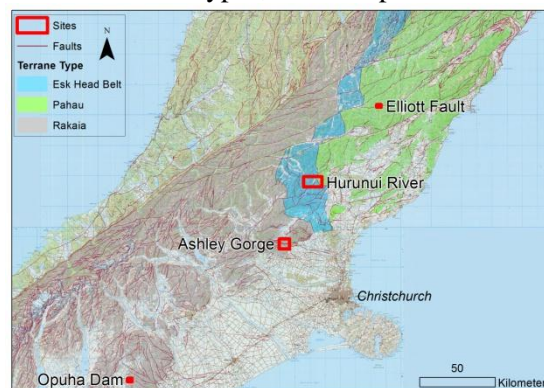 Sites
Faults
Terrane Type
Esk Head Belt
Pahau
Rakaia
N
Elliott Fault
Hurunui River
Ashley Gorge
Christchurch
Opuha Dam
50
Kilometer